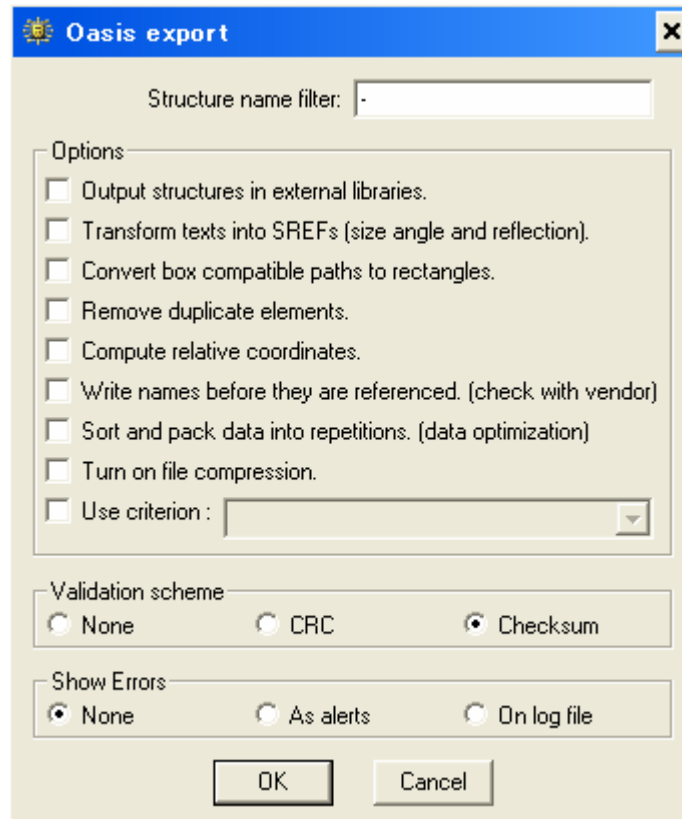 Oasis export
Structure name filter: -
Options
Output structures in external libraries.
Transform texts into SREFs (size angle and reflection).
Convert box compatible paths to rectangles.
Remove duplicate elements.
Compute relative coordinates.
Write names before they are referenced. (check with vendor)
Sort and pack data into repetitions. (data optimization)
Turn on file compression.
Use criterion :
Validation scheme
None CRC Checksum
Show Errors
None As alerts On log file
OK Cancel